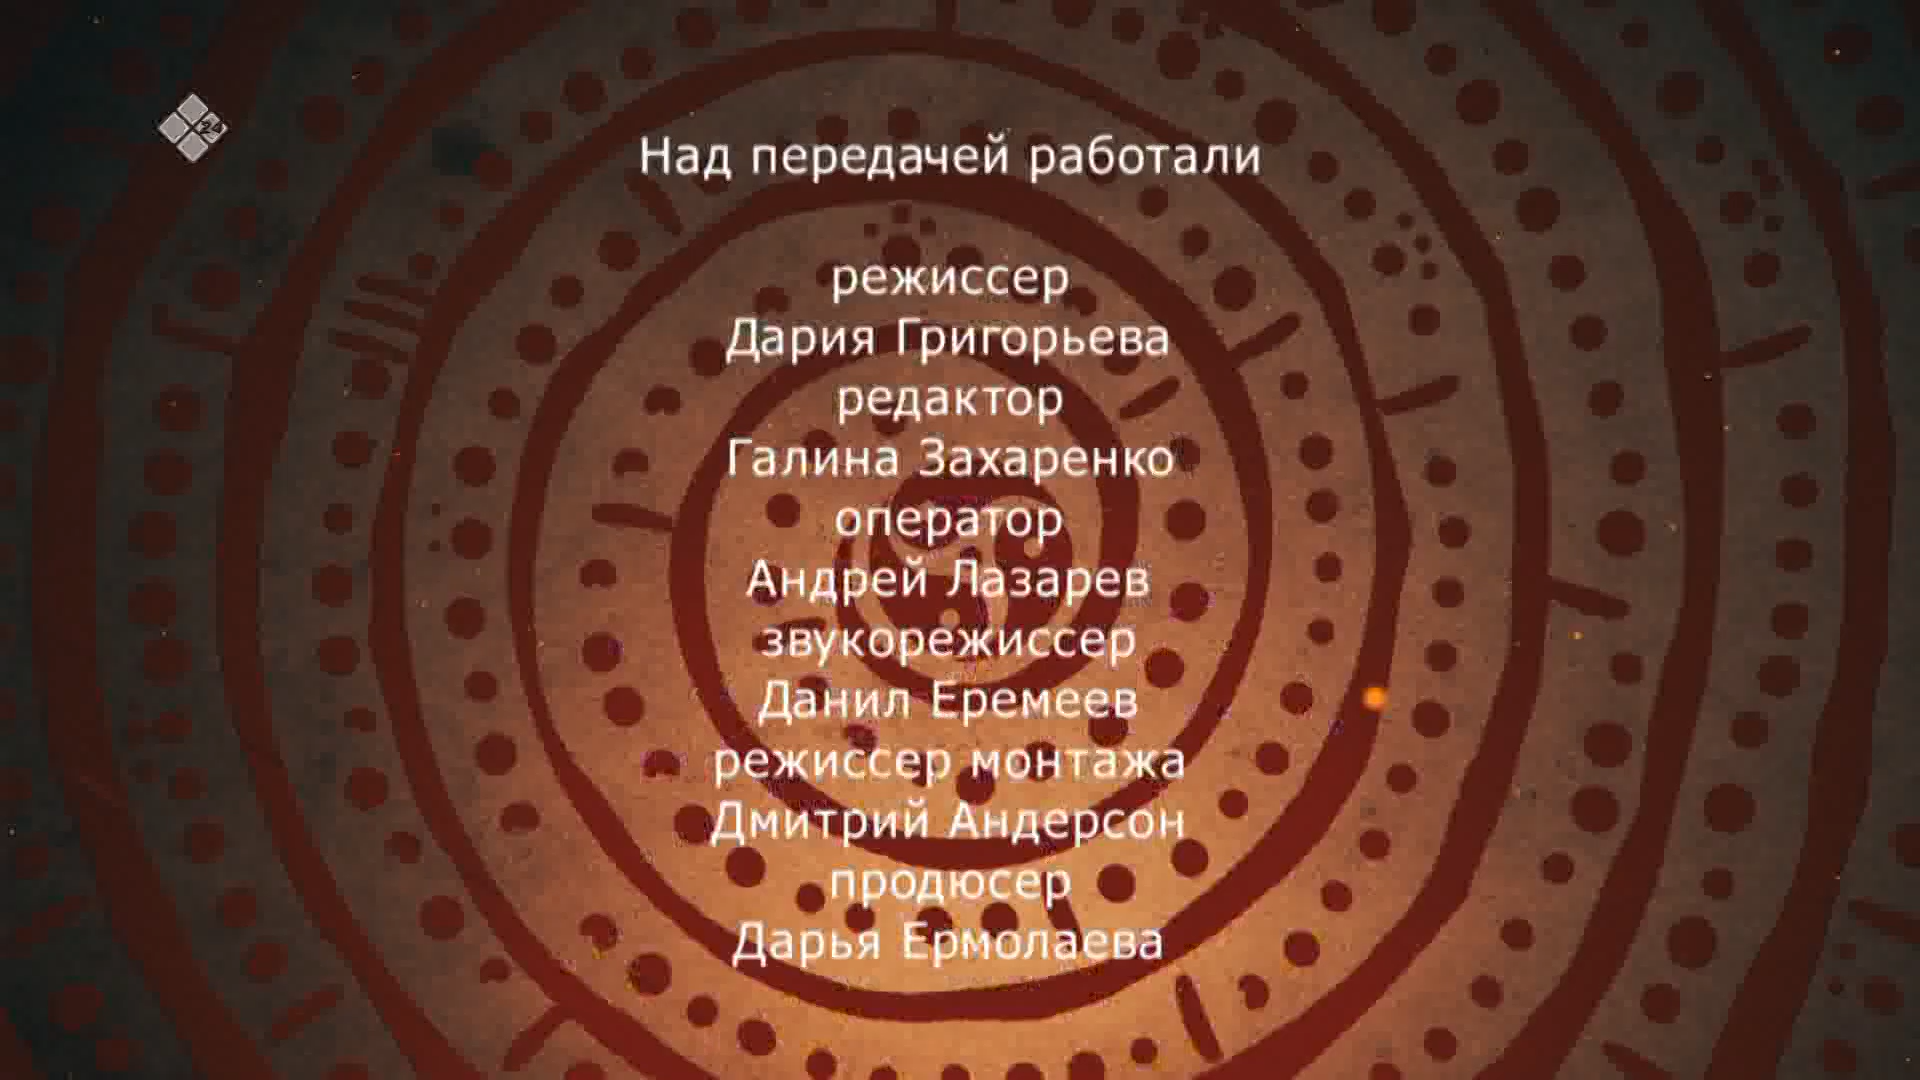 24
Над передачей работали
режиссер
Дария Григорьева
редактор
Галина Захаренко
оператор
Андрей Лазарев
звукорежиссер
Данил Еремеев
режиссер монтажа
Дмитрий Андерсон
продюсер
Дарья Ермолаева